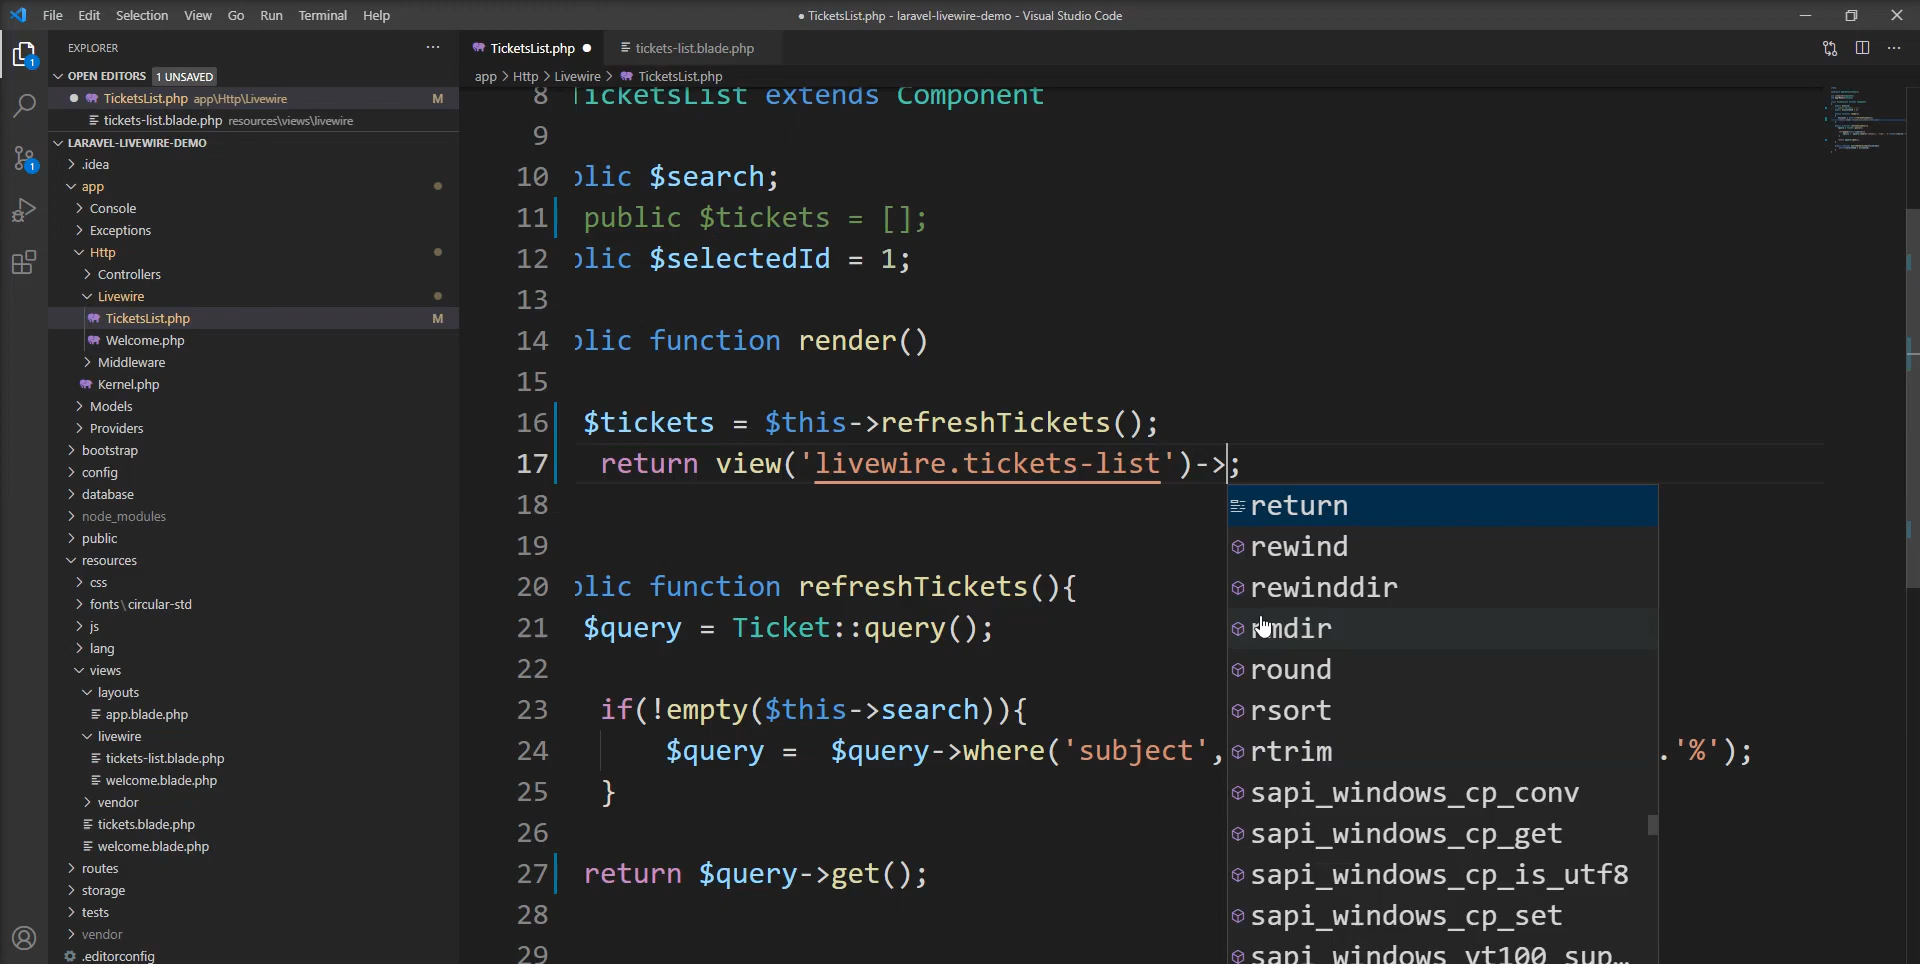 File Edit Selection View Go Run Terminal Help
● TicketsList.php - laravel-livewire-demo - Visual Studio Code
EXPLORER
OPEN EDITORS 1 UNSAVED
TicketsList.php app\Http\Livewire M
tickets-list.blade.php resources\views\livewire
LARAVEL-LIVEWIRE-DEMO
.idea
app
Console
Exceptions
Http
Controllers
Livewire
TicketsList.php M
Welcome.php
Middleware
Kernel.php
Models
Providers
bootstrap
config
database
node_modules
public
resources
css
fonts\circular-std
js
lang
views
layouts
app.blade.php
livewire
tickets-list.blade.php
welcome.blade.php
vendor
tickets.blade.php
welcome.blade.php
routes
storage
tests
vendor
.editorconfig
1
1
TicketsList.php ● tickets-list.blade.php
app > Http > Livewire > TicketsList.php
8 TicketsList extends Component
9
10 blic $search;
11 public $tickets = [];
12 blic $selectedId = 1;
13
14 blic function render()
15
16 $tickets = $this->refreshTickets();
17 return view('livewire.tickets-list')->;
18
19
20 blic function refreshTickets(){
21 $query = Ticket::query();
22
23 if(!empty($this->search)){
24 $query = $query->where('subject', .'%');
25 }
26
27 return $query->get();
28
29
return
rewind
rewinddir
rmdir
round
rsort
rtrim
sapi_windows_cp_conv
sapi_windows_cp_get
sapi_windows_cp_is_utf8
sapi_windows_cp_set
sapi_windows_vt100_sup…